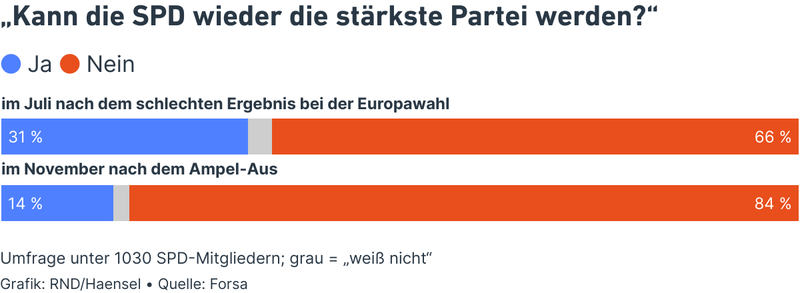 „Kann die SPD wieder die stärkste Partei werden?“
Ja Nein
im Juli nach dem schlechten Ergebnis bei der Europawahl
31 % 66 %
im November nach dem Ampel-Aus
14 % 84 %
Umfrage unter 1030 SPD-Mitgliedern; grau = „weiß nicht“
Grafik: RND/Haensel • Quelle: Forsa